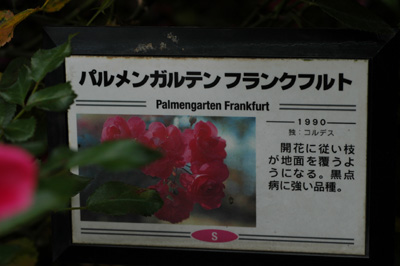 パルメンガルテン フランクフルト
Palmengarten Frankfurt
1990
独：コルデス
開花に従い枝
が地面を覆うよう
になる。黒点
病に強い品種。
S